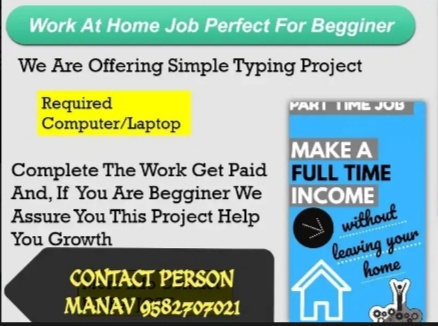 Work At Home Job Perfect For Begginer
We Are Offering Simple Typing Project
Required
Computer/Laptop
PART TIME JOB
MAKE A
FULL TIME
INCOME
without
leaving your
home
Complete The Work Get Paid
And, If You Are Begginer We
Assure You This Project Help
You Growth
CONTACT PERSON
MANAV 9582707021